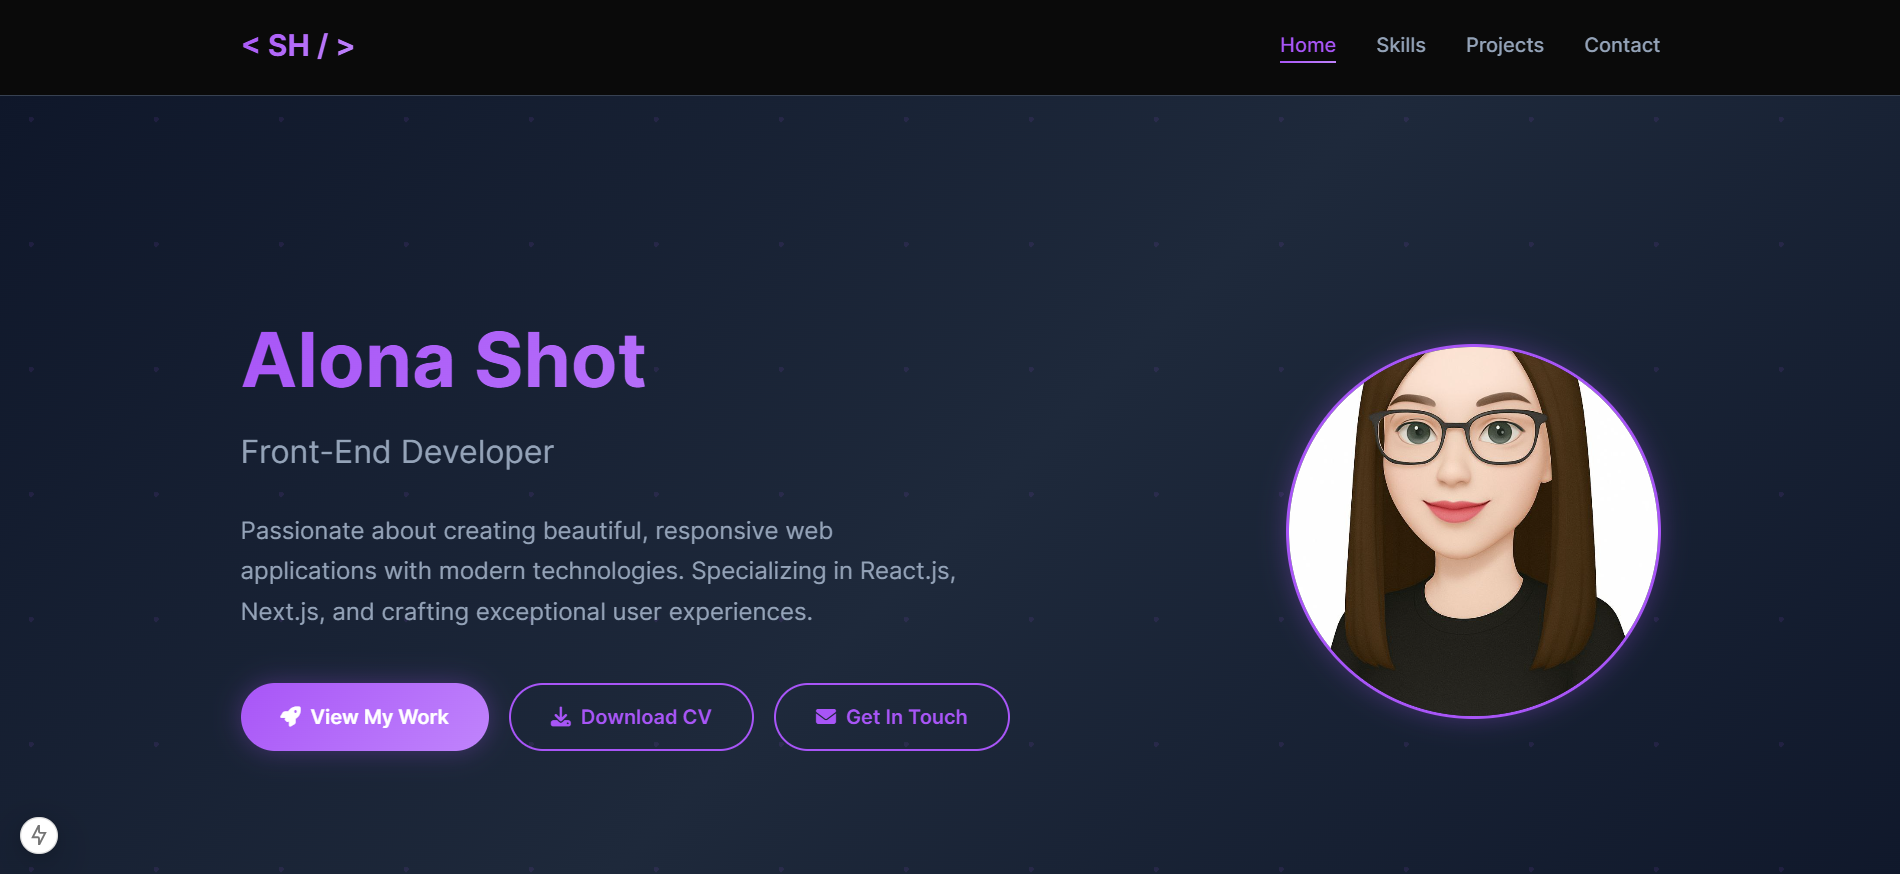 < SH / >
Home
Skills
Projects
Contact
Alona Shot
Front-End Developer
Passionate about creating beautiful, responsive web
applications with modern technologies. Specializing in React.js,
Next.js, and crafting exceptional user experiences.
View My Work
Download CV
Get In Touch